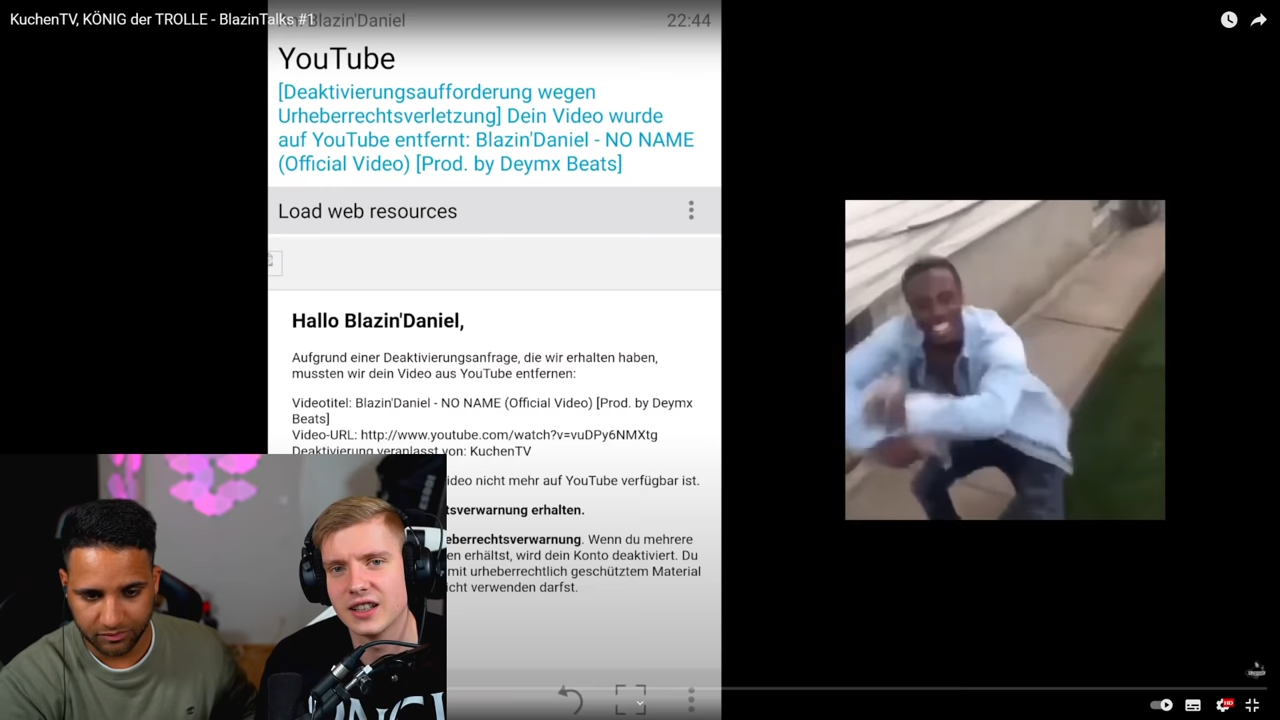 KuchenTV, KÖNIG der TROLLE - BlazinTalks #1
Blazin'Daniel
22:44
YouTube
[Deaktivierungsaufforderung wegen
Urheberrechtsverletzung] Dein Video wurde
auf YouTube entfernt: Blazin'Daniel - NO NAME
(Official Video) [Prod. by Deymx Beats]
Load web resources
Hallo Blazin'Daniel,
Aufgrund einer Deaktivierungsanfrage, die wir erhalten haben,
mussten wir dein Video aus YouTube entfernen:
Videotitel: Blazin'Daniel - NO NAME (Official Video) [Prod. by Deymx
Beats]
Video-URL: http://www.youtube.com/watch?v=vuDPy6NMXtg
Deaktivierung veranlasst von: KuchenTV
ideo nicht mehr auf YouTube verfügbar ist.
tsverwarnung erhalten.
eberrechtsverwarnung. Wenn du mehrere
en erhältst, wird dein Konto deaktiviert. Du
mit urheberrechtlich geschütztem Material
icht verwenden darfst.
HD